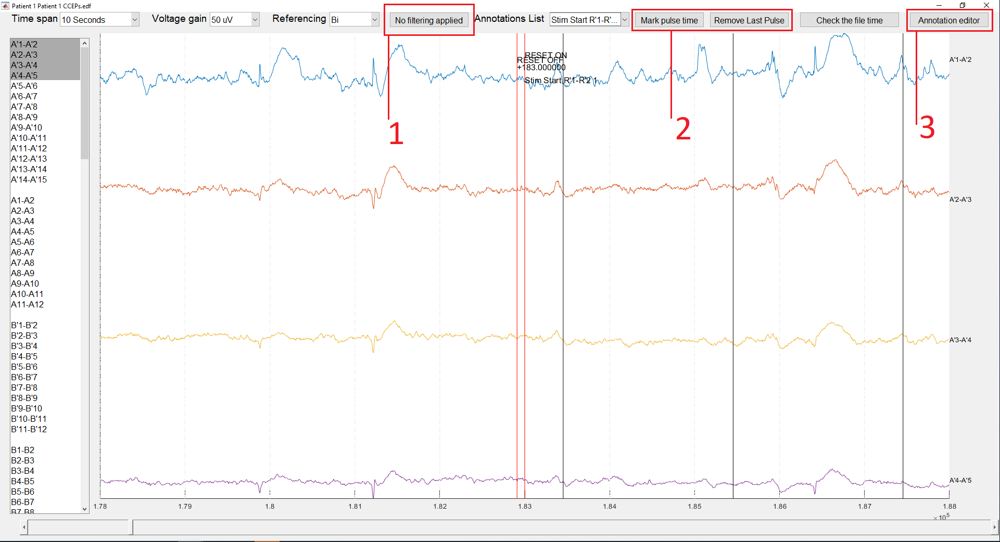 Patient 1 Patient 1 CCEPs.edf
Time span 10 Seconds Voltage gain 50 uV Referencing Bi No filtering applied Annotations List Stim Start R'1-R'... Mark pulse time Remove Last Pulse Check the file time Annotation editor
A'1-A'2
A'2-A'3
A'3-A'4
A'4-A'5
A'5-A'6
A'6-A'7
A'7-A'8
A'8-A'9
A'9-A'10
A'10-A'11
A'11-A'12
A'12-A'13
A'13-A'14
A'14-A'15
A1-A2
A2-A3
A3-A4
A4-A5
A5-A6
A6-A7
A7-A8
A8-A9
A9-A10
A10-A11
A11-A12
B'1-B'2
B'2-B'3
B'3-B'4
B'4-B'5
B'5-B'6
B'6-B'7
B'7-B'8
B'8-B'9
B'9-B'10
B'10-B'11
B'11-B'12
B1-B2
B2-B3
B3-B4
B4-B5
B5-B6
B6-B7
B7-B8
RESET ON
RESET OFF
+183.000000
Stim Start R'1-R'2 1
1
2
3
A'1-A'2
A'2-A'3
A'3-A'4
A'4-A'5
1.78 1.79 1.8 1.81 1.82 1.83 1.84 1.85 1.86 1.87 1.88
×10^5